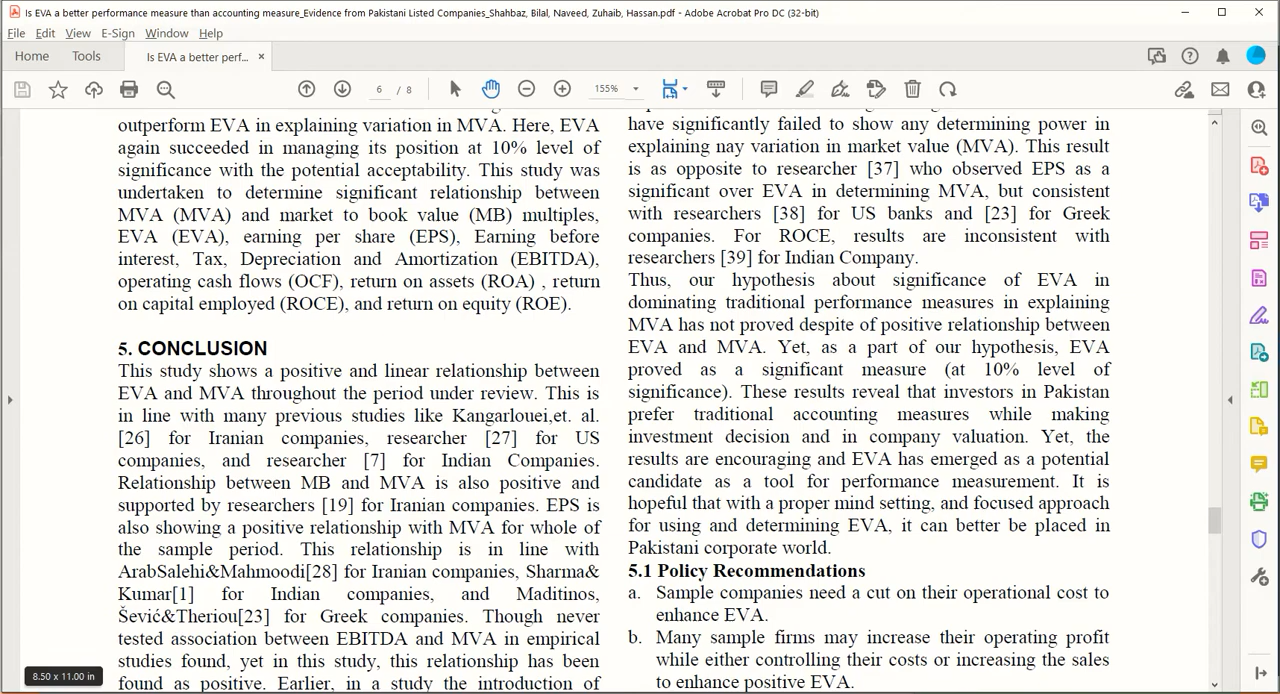 Is EVA a better performance measure than accounting measure_Evidence from Pakistani Listed Companies_Shahbaz, Bilal, Naveed, Zuhaib, Hassan.pdf - Adobe Acrobat Pro DC (32-bit)
File Edit View E-Sign Window Help
Home Tools Is EVA a better perf... ×
6 / 8 155%
outperform EVA in explaining variation in MVA. Here, EVA
again succeeded in managing its position at 10% level of
significance with the potential acceptability. This study was
undertaken to determine significant relationship between
MVA (MVA) and market to book value (MB) multiples,
EVA (EVA), earning per share (EPS), Earning before
interest, Tax, Depreciation and Amortization (EBITDA),
operating cash flows (OCF), return on assets (ROA) , return
on capital employed (ROCE), and return on equity (ROE).
5. CONCLUSION
This study shows a positive and linear relationship between
EVA and MVA throughout the period under review. This is
in line with many previous studies like Kangarlouei,et. al.
[26] for Iranian companies, researcher [27] for US
companies, and researcher [7] for Indian Companies.
Relationship between MB and MVA is also positive and
supported by researchers [19] for Iranian companies. EPS is
also showing a positive relationship with MVA for whole of
the sample period. This relationship is in line with
ArabSalehi&Mahmoodi[28] for Iranian companies, Sharma&
Kumar[1] for Indian companies, and Maditinos,
Šević&Theriou[23] for Greek companies. Though never
tested association between EBITDA and MVA in empirical
studies found, yet in this study, this relationship has been
found as positive. Earlier, in a study the introduction of
have significantly failed to show any determining power in
explaining nay variation in market value (MVA). This result
is as opposite to researcher [37] who observed EPS as a
significant over EVA in determining MVA, but consistent
with researchers [38] for US banks and [23] for Greek
companies. For ROCE, results are inconsistent with
researchers [39] for Indian Company.
Thus, our hypothesis about significance of EVA in
dominating traditional performance measures in explaining
MVA has not proved despite of positive relationship between
EVA and MVA. Yet, as a part of our hypothesis, EVA
proved as a significant measure (at 10% level of
significance). These results reveal that investors in Pakistan
prefer traditional accounting measures while making
investment decision and in company valuation. Yet, the
results are encouraging and EVA has emerged as a potential
candidate as a tool for performance measurement. It is
hopeful that with a proper mind setting, and focused approach
for using and determining EVA, it can better be placed in
Pakistani corporate world.
5.1 Policy Recommendations
a. Sample companies need a cut on their operational cost to
enhance EVA.
b. Many sample firms may increase their operating profit
while either controlling their costs or increasing the sales
to enhance positive EVA.
8.50 x 11.00 in